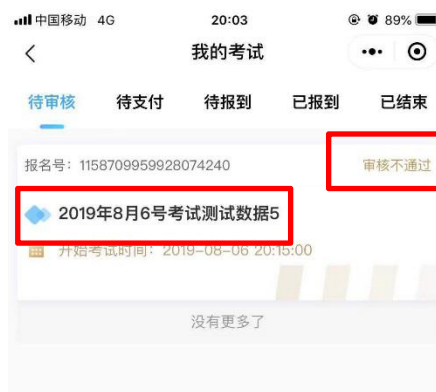 中国移动 4G 20:03 89%
我的考试
待审核 待支付 待报到 已报到 已结束
报名号: 1158709959928074240 审核不通过
2019年8月6号考试测试数据5
开始考试时间: 2019-08-06 20:15:00
没有更多了